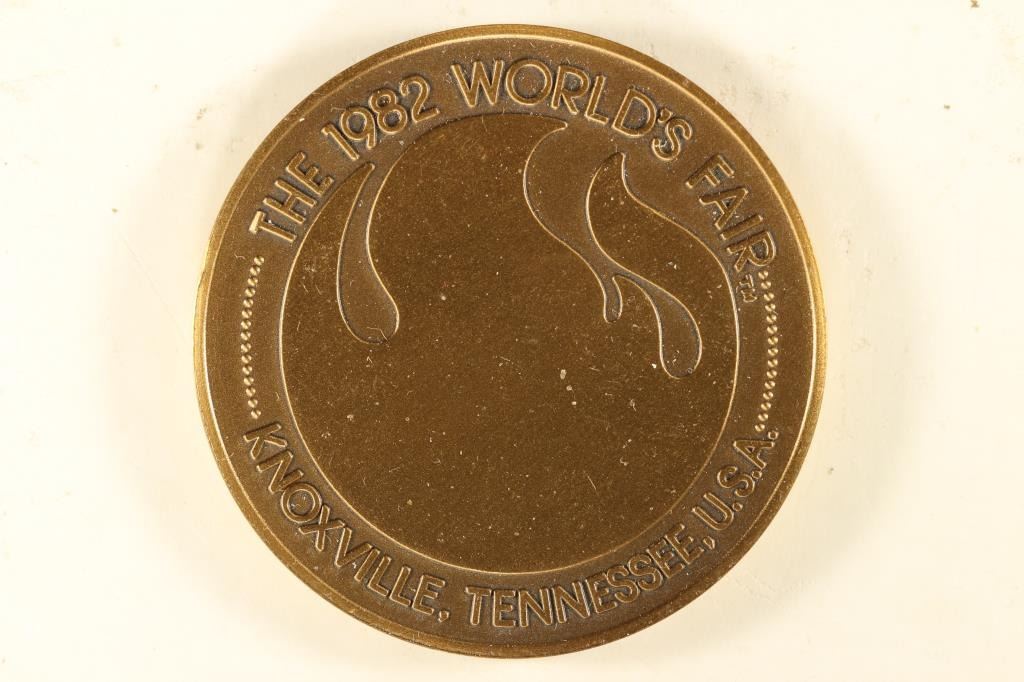 THE 1982 WORLD'S FAIR™
KNOXVILLE, TENNESSEE, U.S.A.